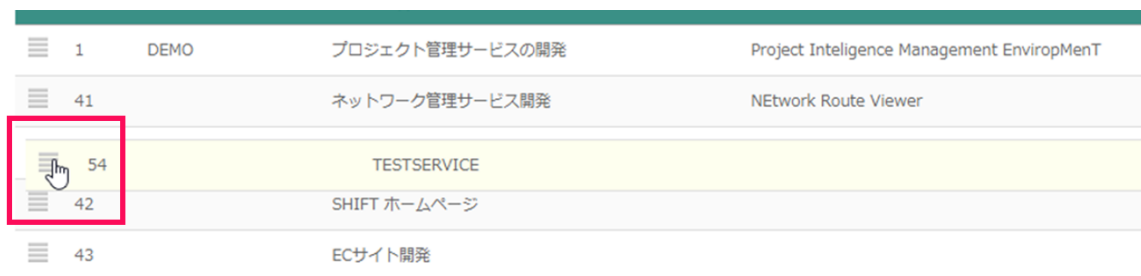 1 DEMO プロジェクト管理サービスの開発 Project Inteligence Management EnviropMenT
41 ネットワーク管理サービス開発 NEtwork Route Viewer
54 TESTSERVICE
42 SHIFT ホームページ
43 ECサイト開発